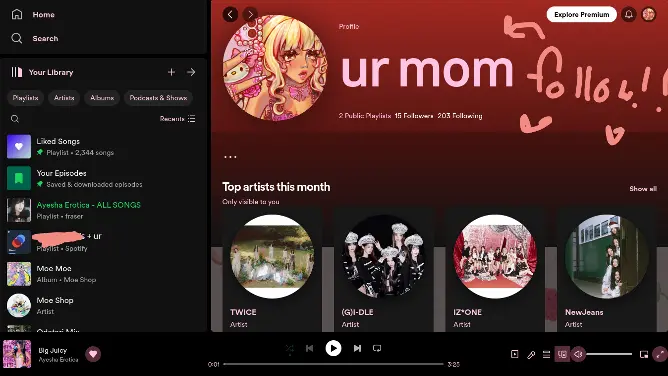 Home
Search
Your Library
Playlists
Artists
Albums
Podcasts & Shows
Recents
Liked Songs
Playlist • 2,344 songs
Your Episodes
Saved & downloaded episodes
Ayesha Erotica - ALL SONGS
Playlist • fraser
+ ur
Playlist • Spotify
Moe Moe
Album • Moe Shop
Moe Shop
Artist
Big Juicy
Ayesha Erotica
Explore Premium
Profile
ur mom
follow!!
2 Public Playlists 15 Followers 203 Following
...
Top artists this month
Show all
Only visible to you
TWICE
Artist
(G)I-DLE
Artist
IZ*ONE
Artist
NewJeans
Artist
0:01
3:25